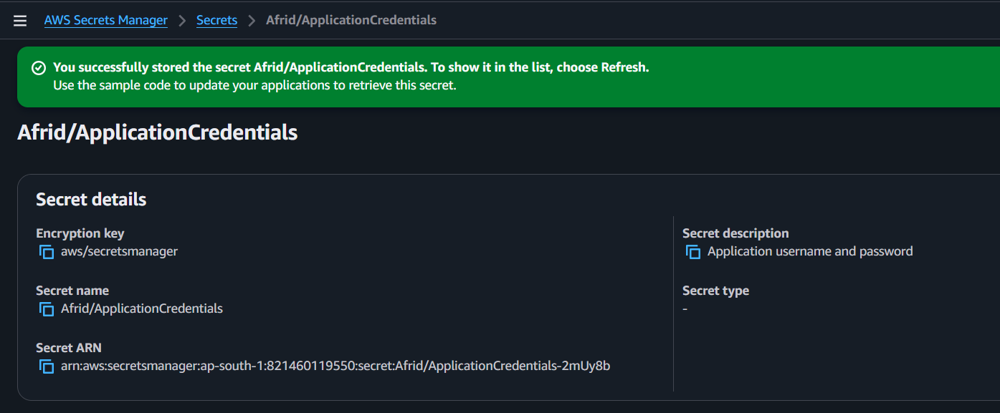 AWS Secrets Manager > Secrets > Afrid/ApplicationCredentials
You successfully stored the secret Afrid/ApplicationCredentials. To show it in the list, choose Refresh.
Use the sample code to update your applications to retrieve this secret.
Afrid/ApplicationCredentials
Secret details
Encryption key
aws/secretsmanager
Secret name
Afrid/ApplicationCredentials
Secret ARN
arn:aws:secretsmanager:ap-south-1:821460119550:secret:Afrid/ApplicationCredentials-2mUy8b
Secret description
Application username and password
Secret type
-